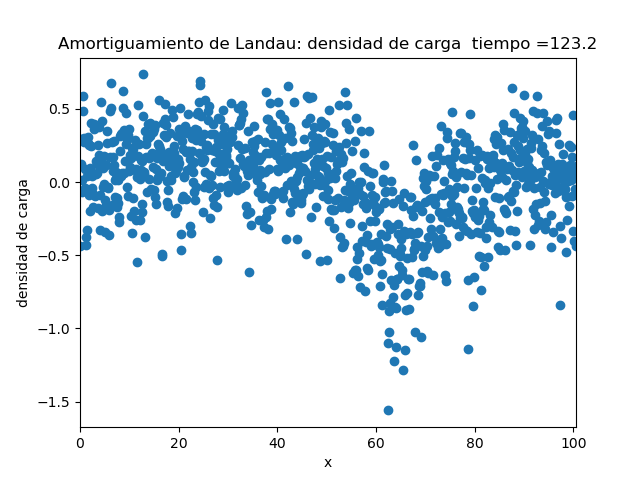 Amortiguamiento de Landau: densidad de carga  tiempo =123.2
densidad de carga
0.5
0.0
−0.5
−1.0
−1.5
0 20 40 60 80 100
x